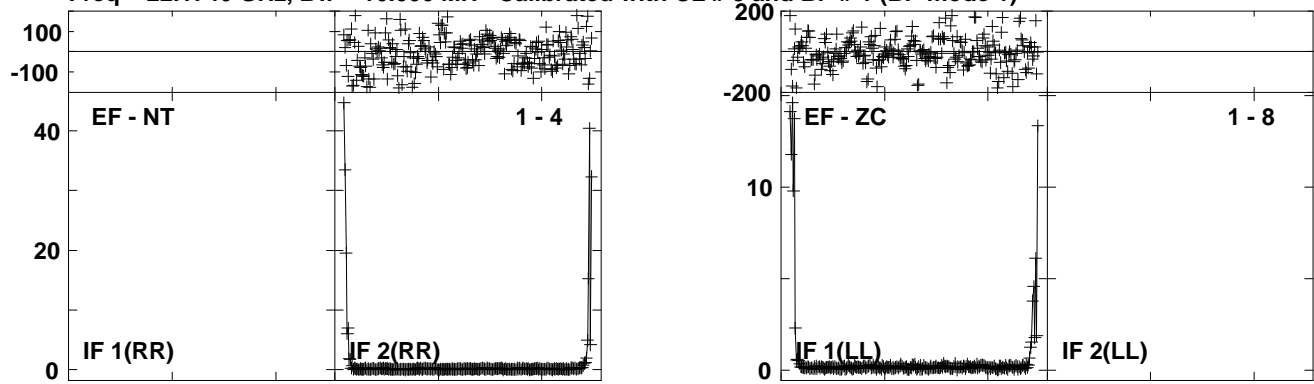 100
-100
EF - NT
1 - 4
40
20
0
IF 1(RR)
IF 2(RR)
200
-200
EF - ZC
1 - 8
10
0
IF 1(LL)
IF 2(LL)